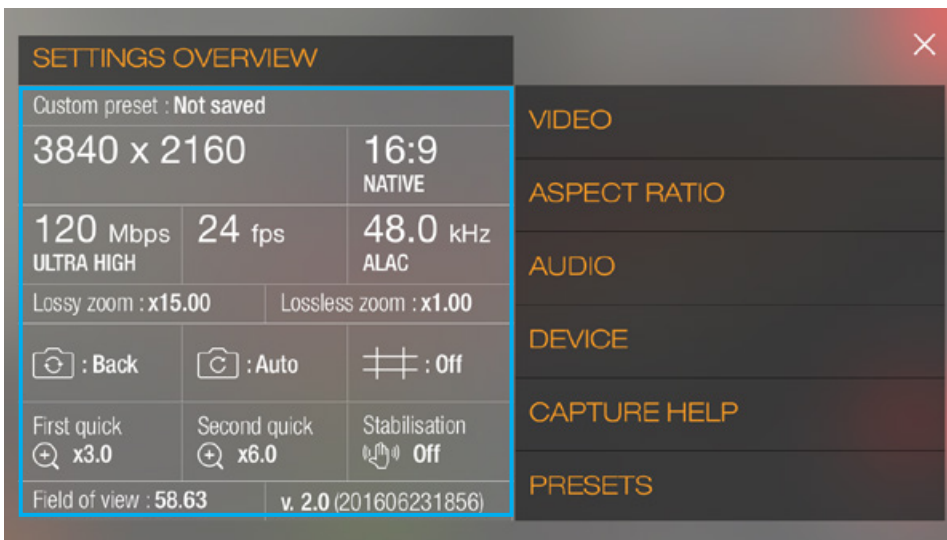 SETTINGS OVERVIEW
Custom preset : Not saved
3840 x 2160
16:9
NATIVE
120 Mbps
ULTRA HIGH
24 fps
48.0 kHz
ALAC
Lossy zoom : x15.00
Lossless zoom : x1.00
: Back
: Auto
: Off
First quick
x3.0
Second quick
x6.0
Stabilisation
Off
Field of view : 58.63
v. 2.0 (201606231856)
VIDEO
ASPECT RATIO
AUDIO
DEVICE
CAPTURE HELP
PRESETS